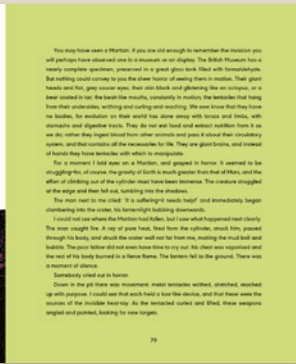 You may have seen a Martian: if you are old enough to remember the invasion you
will perhaps have observed one in a museum or on display. The British Museum has a
nearly complete specimen, preserved in a great glass tank filled with formaldehyde.
But nothing could convey to you the sheer horror of seeing them in motion. Their giant
heads and flat, grey saucer eyes; their skin black and glistening like an octopus, or a
bear coated in tar; the beak-like mouths, constantly in motion; the tentacles that hang
from their undersides, writhing and curling and reaching. We now know that they have
no bodies, for evolution on their world has done away with torsos and limbs, with
stomachs and digestive tracts. They do not eat food and extract nutrition from it as
we do; rather they ingest blood from other animals and pass it about their circulatory
system, and that contains all the necessaries for life. They are giant brains, and instead
of hands they have tentacles with which to manipulate.
For a moment I laid eyes on a Martian, and gasped in horror. It seemed to be
struggling–for, of course, the gravity of Earth is much greater than that of Mars, and the
effort of climbing out of the cylinder must have been immense. The creature struggled
at the edge and then fell out, tumbling into the shadows.
The man next to me cried: 'It is suffering–it needs help!' and immediately began
clambering into the crater, his lanternlight bobbing downwards.
I could not see where the Martian had fallen, but I saw what happened next clearly.
The man caught fire. A ray of pure heat, fired from the cylinder, struck him, passed
through his body, and struck the crater wall not far from me, making the mud boil and
bubble. The poor fellow did not even have time to cry out: his chest was vaporised and
the rest of his body burned in a fierce flame. The lantern fell to the ground. There was
a moment of silence.
Somebody cried out in horror.
Down in the pit there was movement: metal tentacles writhed, stretched, reached
up with purpose. I could see that each held a box-like device, and that these were the
sources of the invisible heat-ray. As the tentacled curled and lifted, these weapons
angled and pointed, looking for new targets.
79